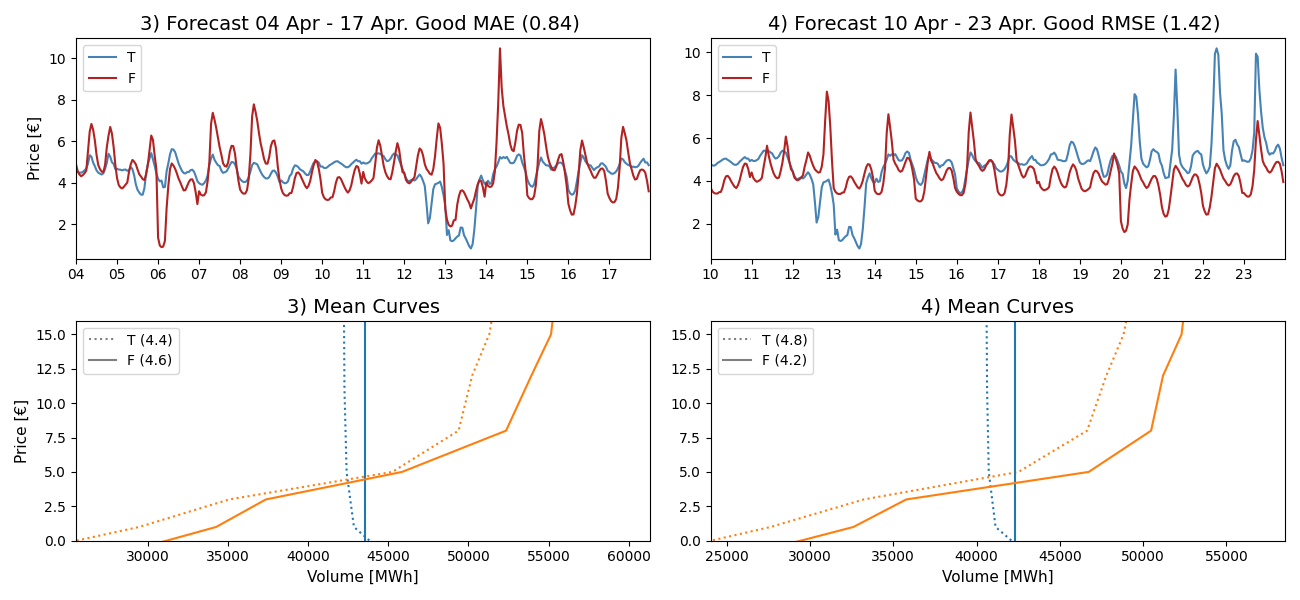 3) Forecast 04 Apr - 17 Apr. Good MAE (0.84)
Price [€]
10
8
6
4
2
T
F
04 05 06 07 08 09 10 11 12 13 14 15 16 17
4) Forecast 10 Apr - 23 Apr. Good RMSE (1.42)
10
8
6
4
2
T
F
10 11 12 13 14 15 16 17 18 19 20 21 22 23
3) Mean Curves
Price [€]
15.0
12.5
10.0
7.5
5.0
2.5
0.0
T (4.4)
F (4.6)
30000 35000 40000 45000 50000 55000 60000
Volume [MWh]
4) Mean Curves
15.0
12.5
10.0
7.5
5.0
2.5
0.0
T (4.8)
F (4.2)
25000 30000 35000 40000 45000 50000 55000
Volume [MWh]